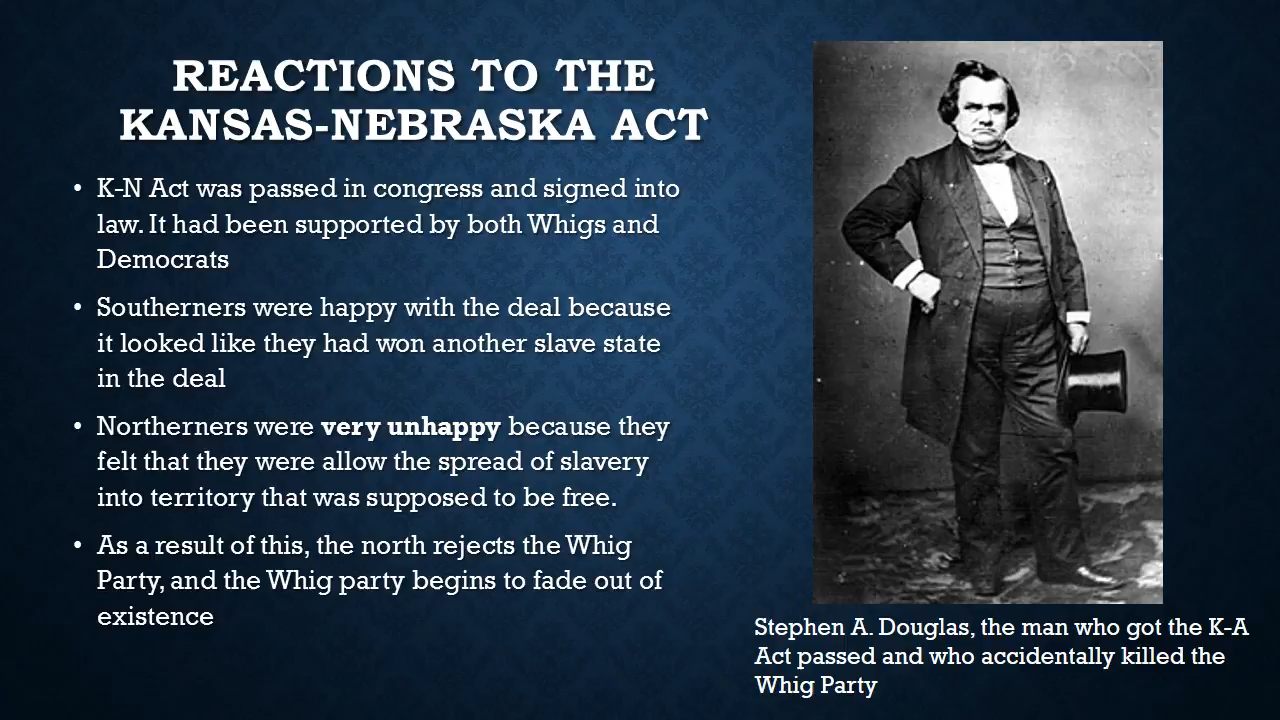 REACTIONS TO THE
KANSAS-NEBRASKA ACT
• K-N Act was passed in congress and signed into
law. It had been supported by both Whigs and
Democrats
• Southerners were happy with the deal because
it looked like they had won another slave state
in the deal
• Northerners were very unhappy because they
felt that they were allow the spread of slavery
into territory that was supposed to be free.
• As a result of this, the north rejects the Whig
Party, and the Whig party begins to fade out of
existence
Stephen A. Douglas, the man who got the K-A
Act passed and who accidentally killed the
Whig Party